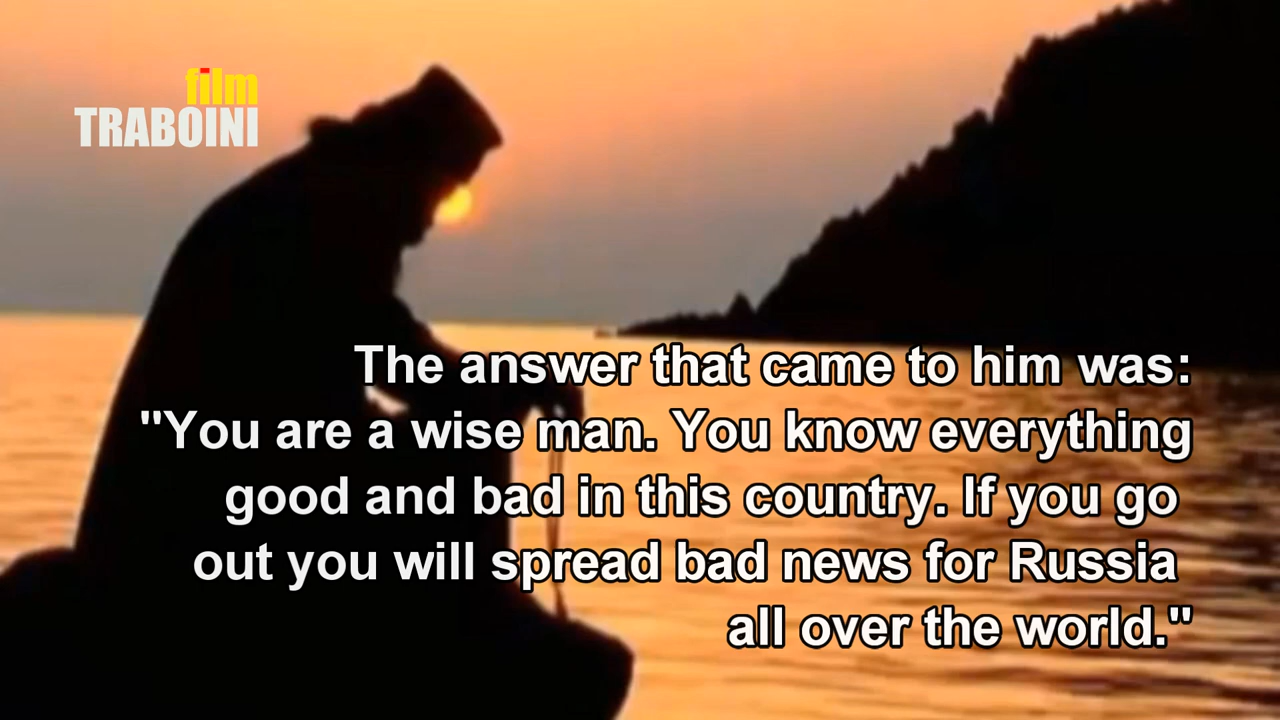 film
TRABOINI
The answer that came to him was:
"You are a wise man. You know everything
good and bad in this country. If you go
out you will spread bad news for Russia
all over the world."